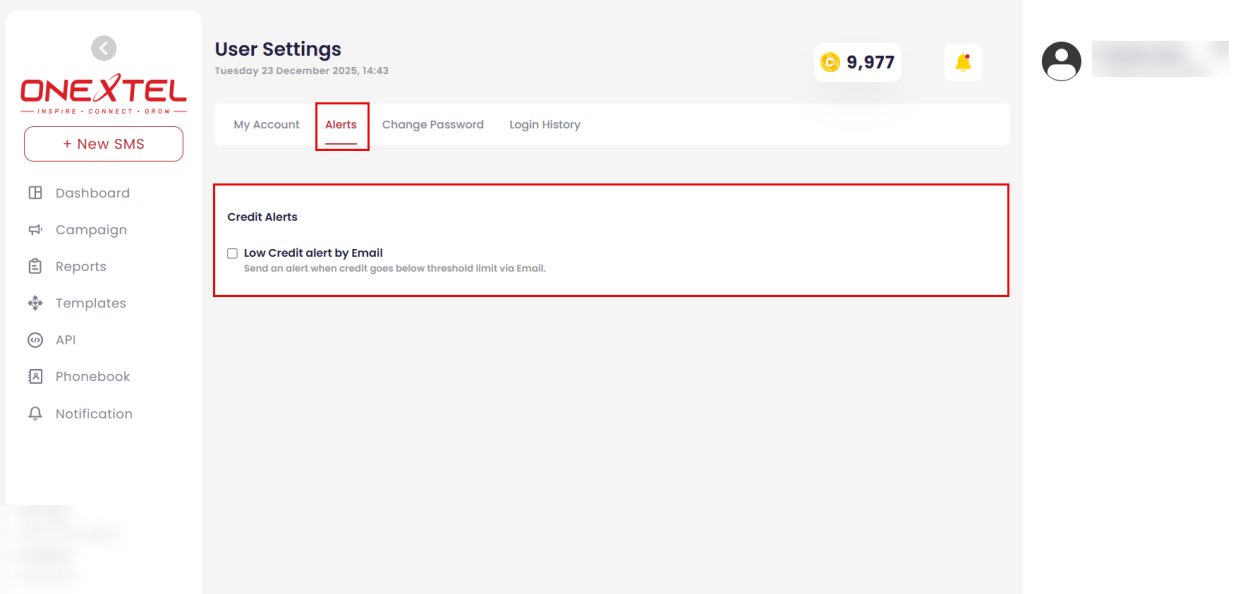 ONEXTEL
INSPIRE • CONNECT • GROW
+ New SMS
Dashboard
Campaign
Reports
Templates
API
Phonebook
Notification
User Settings
Tuesday 23 December 2025, 14:43
C 9,977
My Account Alerts Change Password Login History
Credit Alerts
Low Credit alert by Email
Send an alert when credit goes below threshold limit via Email.